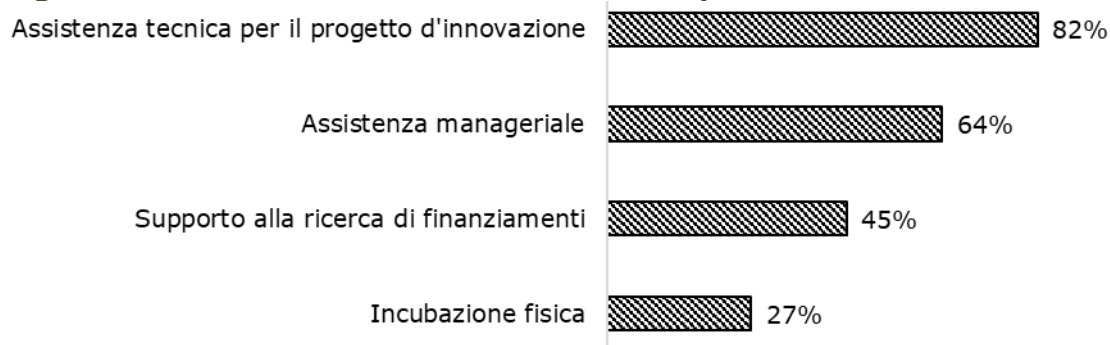 Assistenza tecnica per il progetto d'innovazione 82%
Assistenza manageriale 64%
Supporto alla ricerca di finanziamenti 45%
Incubazione fisica 27%